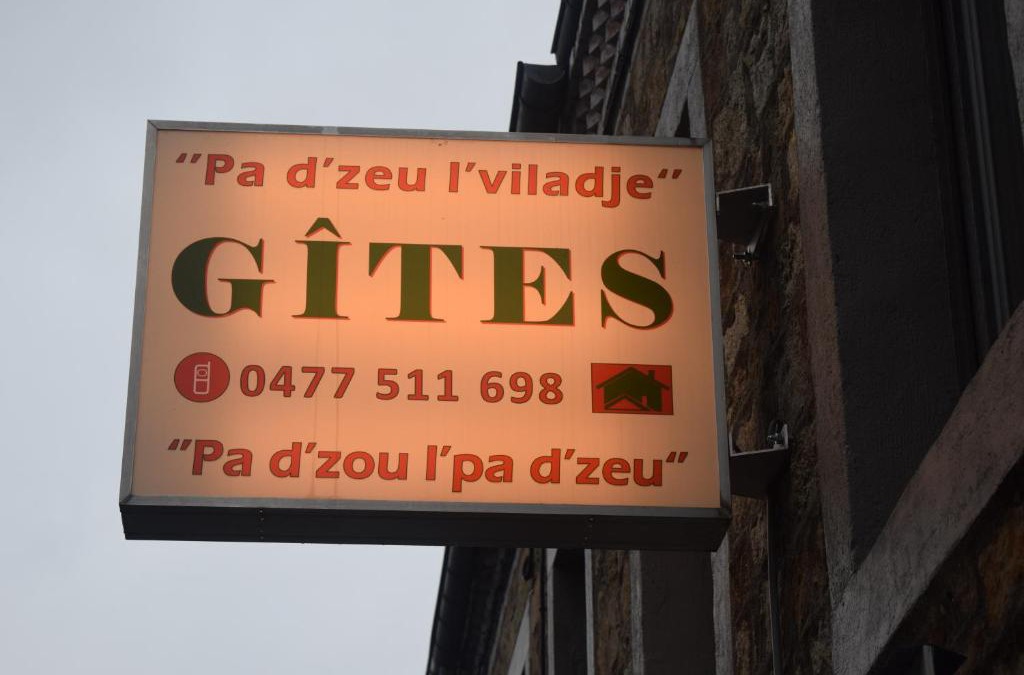 ‘’Pa d’zeu l’viladje‘’
GÎTES
0477 511 698
‘’Pa d’zou l’pa d’zeu‘’